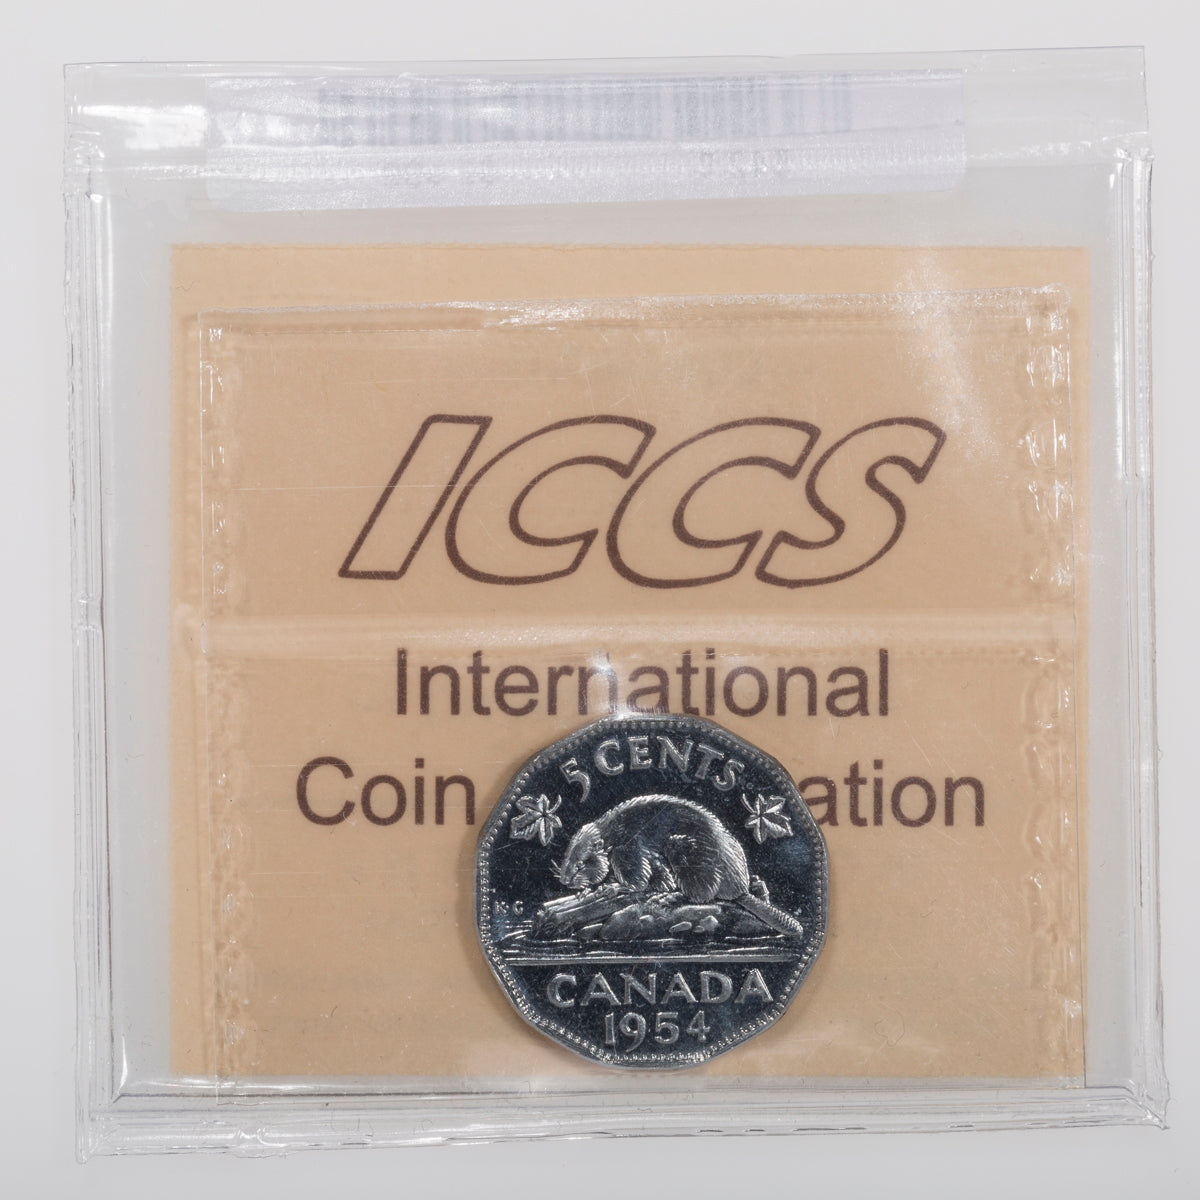 ICCS
International
Coin ation
5 CENTS
K·G
CANADA
1954